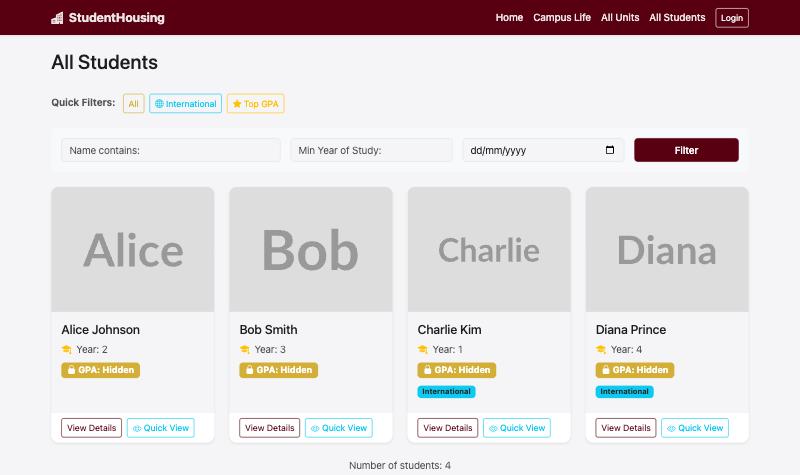 StudentHousing Home Campus Life All Units All Students Login
All Students
Quick Filters: All International Top GPA
Name contains: Min Year of Study: dd/mm/yyyy Filter
Alice Bob Charlie Diana
Alice Johnson Bob Smith Charlie Kim Diana Prince
Year: 2 Year: 3 Year: 1 Year: 4
GPA: Hidden GPA: Hidden GPA: Hidden GPA: Hidden
International International
View Details Quick View View Details Quick View View Details Quick View View Details Quick View
Number of students: 4